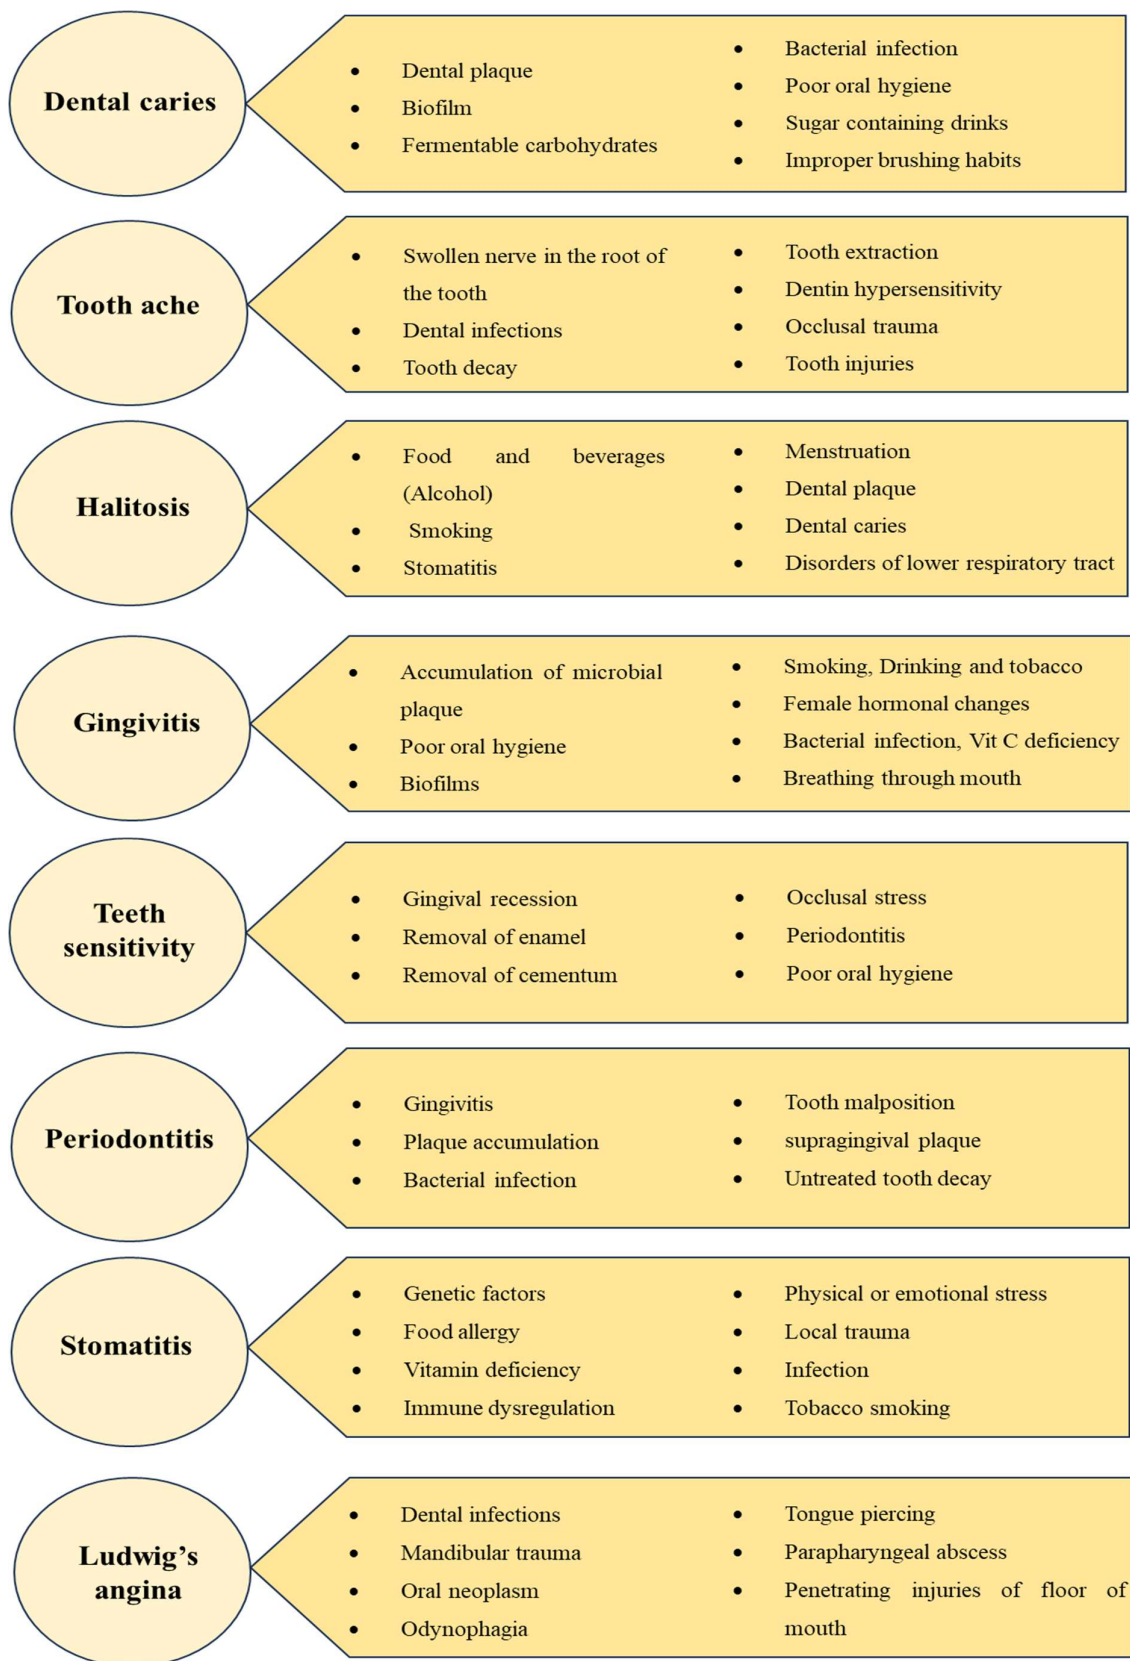 Dental caries
• Dental plaque
• Biofilm
• Fermentable carbohydrates
• Bacterial infection
• Poor oral hygiene
• Sugar containing drinks
• Improper brushing habits
Tooth ache
• Swollen nerve in the root of
the tooth
• Dental infections
• Tooth decay
• Tooth extraction
• Dentin hypersensitivity
• Occlusal trauma
• Tooth injuries
Halitosis
• Food and beverages
(Alcohol)
• Smoking
• Stomatitis
• Menstruation
• Dental plaque
• Dental caries
• Disorders of lower respiratory tract
Gingivitis
• Accumulation of microbial
plaque
• Poor oral hygiene
• Biofilms
• Smoking, Drinking and tobacco
• Female hormonal changes
• Bacterial infection, Vit C deficiency
• Breathing through mouth
Teeth
sensitivity
• Gingival recession
• Removal of enamel
• Removal of cementum
• Occlusal stress
• Periodontitis
• Poor oral hygiene
Periodontitis
• Gingivitis
• Plaque accumulation
• Bacterial infection
• Tooth malposition
• supragingival plaque
• Untreated tooth decay
Stomatitis
• Genetic factors
• Food allergy
• Vitamin deficiency
• Immune dysregulation
• Physical or emotional stress
• Local trauma
• Infection
• Tobacco smoking
Ludwig's
angina
• Dental infections
• Mandibular trauma
• Oral neoplasm
• Odynophagia
• Tongue piercing
• Parapharyngeal abscess
• Penetrating injuries of floor of
mouth